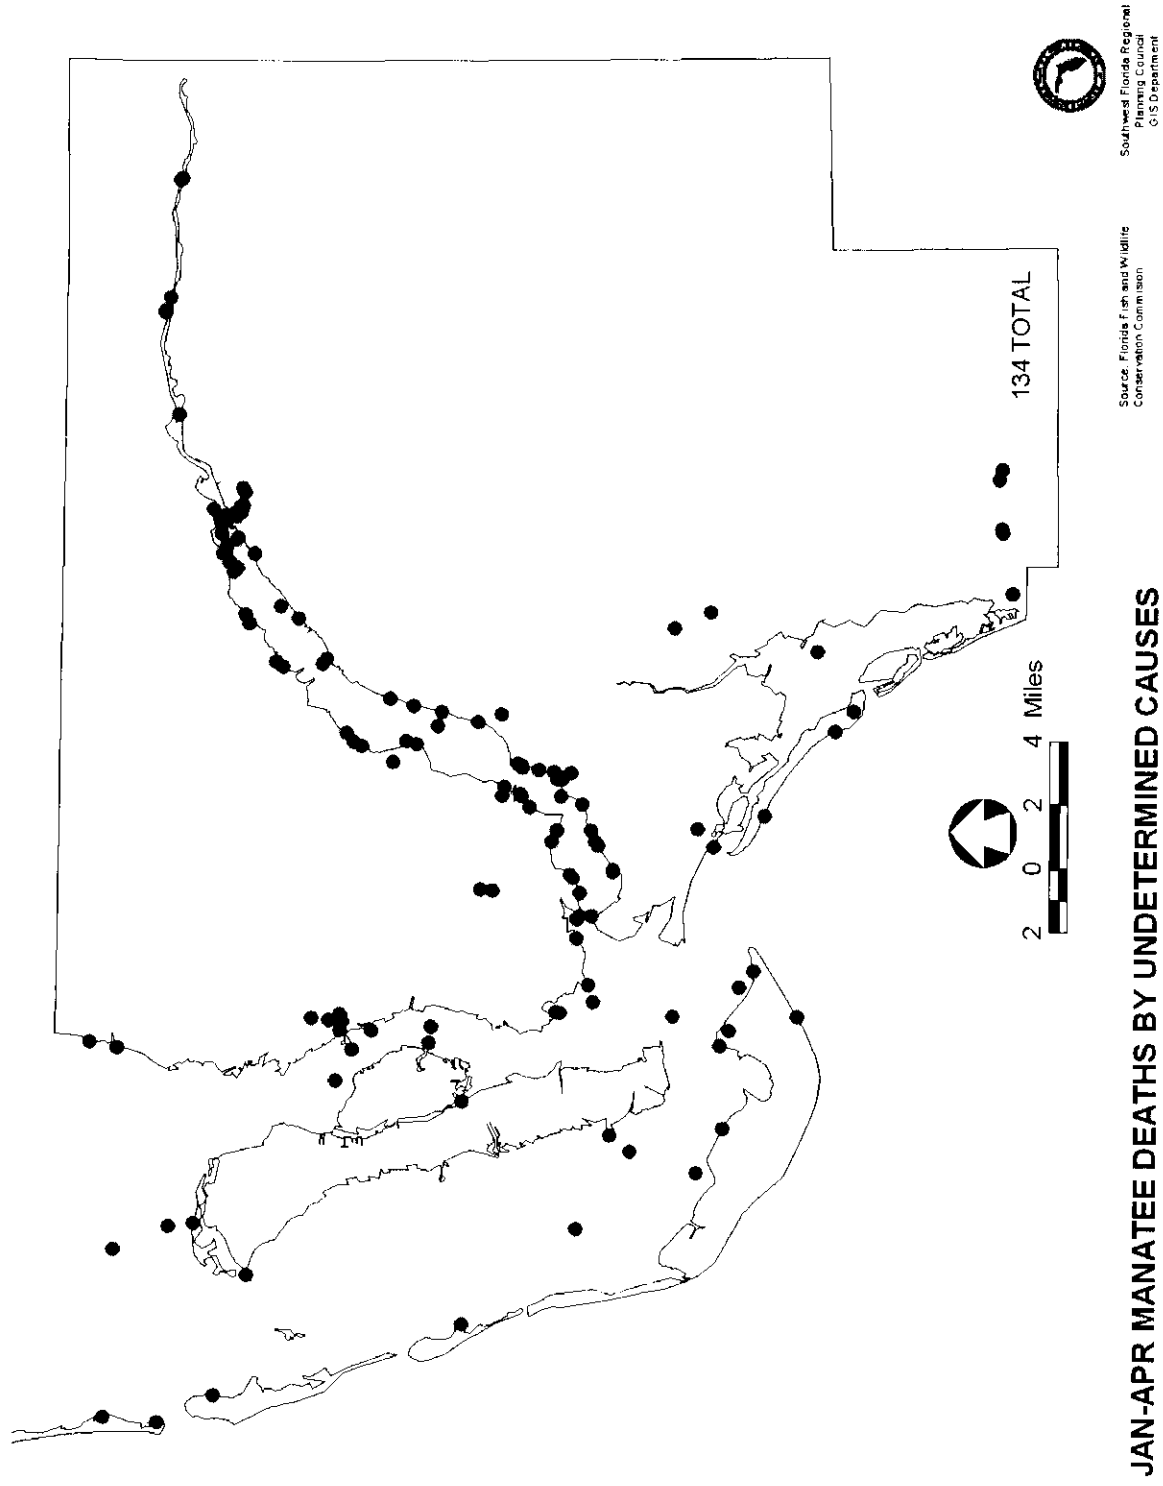 134 TOTAL
2 0 2 4 Miles
JAN-APR MANATEE DEATHS BY UNDETERMINED CAUSES
Source: Florida Fish and Wildlife
Conservation Commision
Southwest Florida Regional
Planning Council
GIS Department